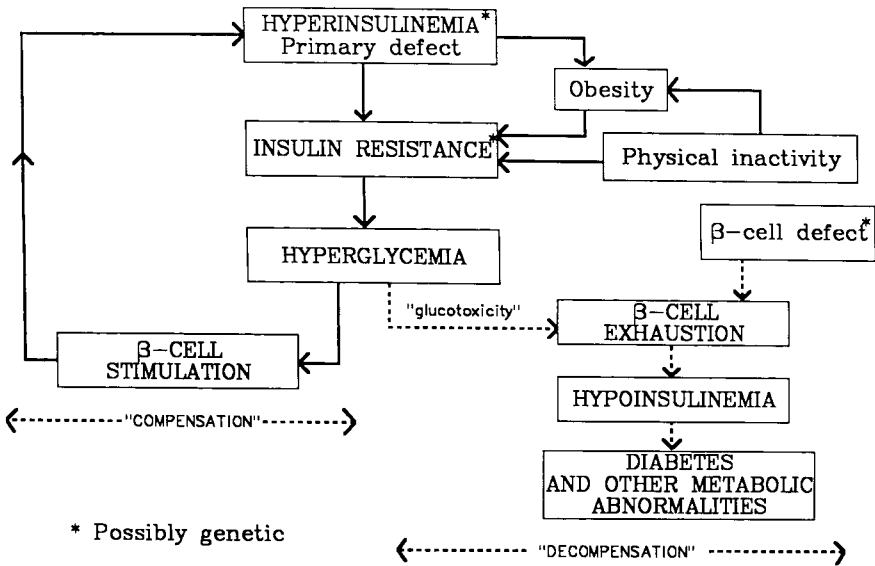 HYPERINSULINEMIA*
Primary defect
Obesity
INSULIN RESISTANCE*
Physical inactivity
β-cell defect*
HYPERGLYCEMIA
"glucotoxicity"
β-CELL
EXHAUSTION
β-CELL
STIMULATION
HYPOINSULINEMIA
"COMPENSATION"
DIABETES
AND OTHER METABOLIC
ABNORMALITIES
* Possibly genetic
"DECOMPENSATION"